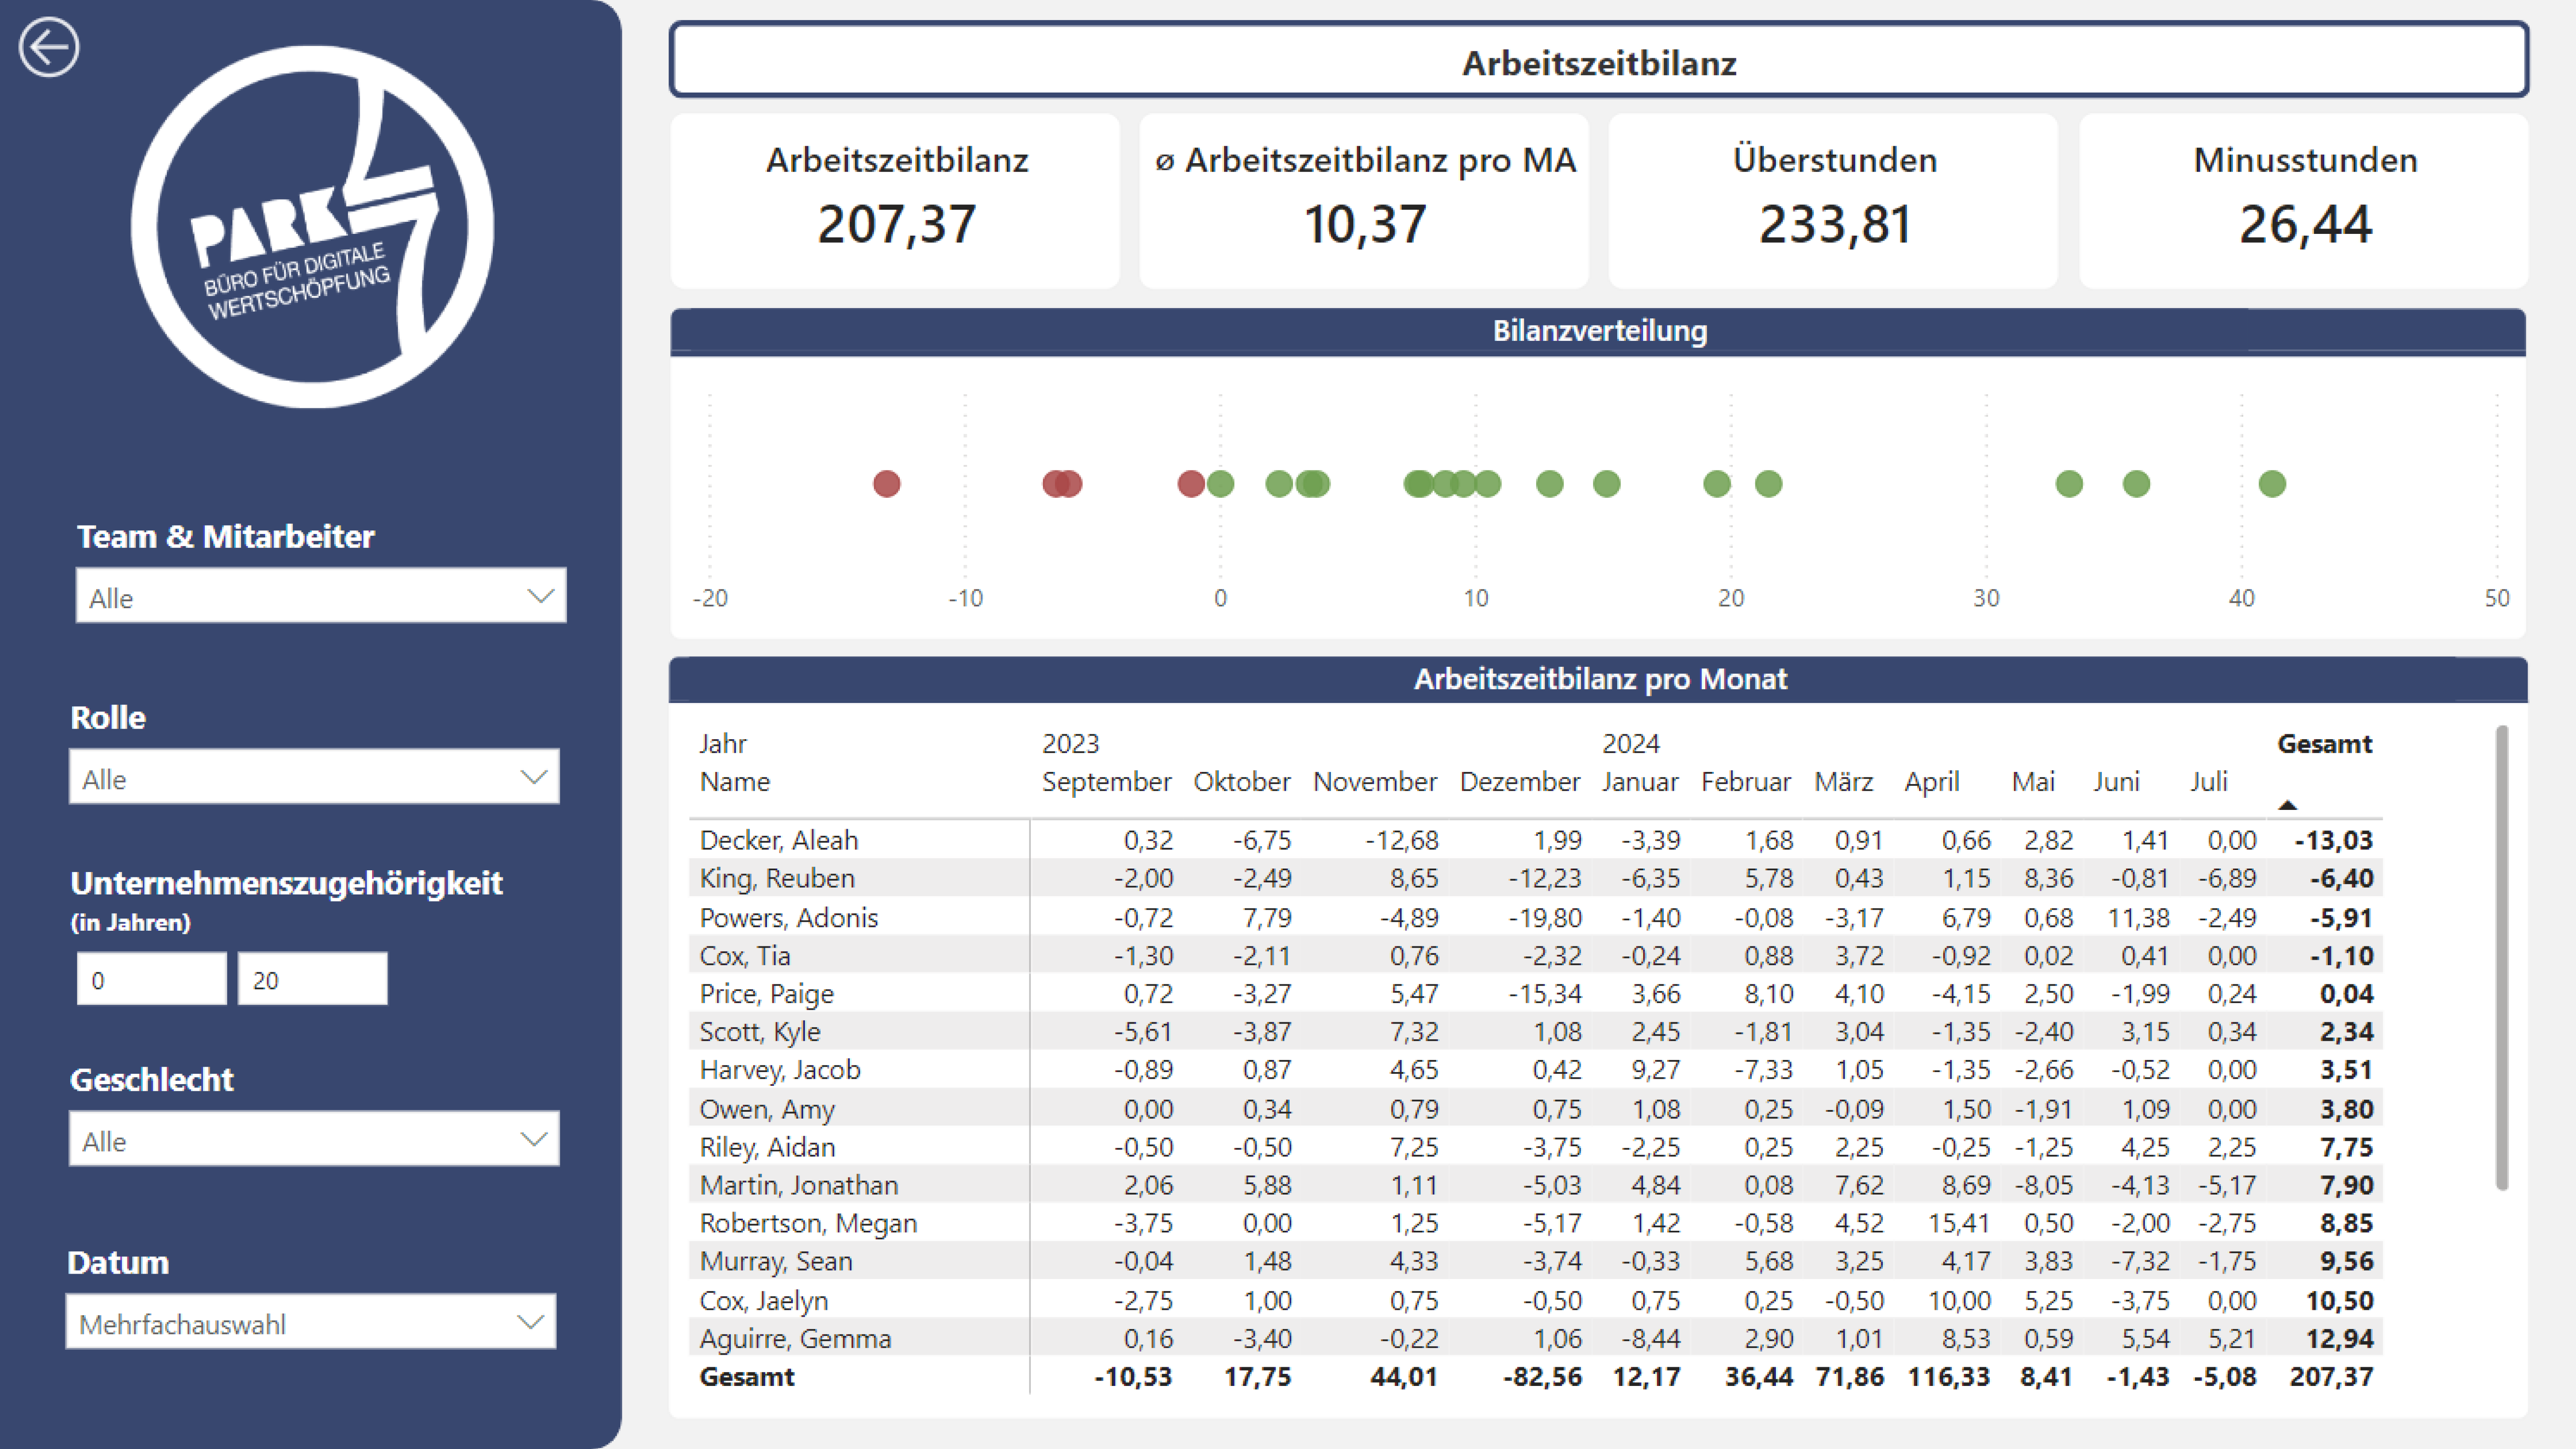 PARK 27
BÜRO FÜR DIGITALE
WERTSCHÖPFUNG
Team & Mitarbeiter
Alle
Rolle
Alle
Unternehmenszugehörigkeit
(in Jahren)
0 20
Geschlecht
Alle
Datum
Mehrfachauswahl
Arbeitszeitbilanz
Arbeitszeitbilanz
207,37
ø Arbeitszeitbilanz pro MA
10,37
Überstunden
233,81
Minusstunden
26,44
Bilanzverteilung
-20 -10 0 10 20 30 40 50
Arbeitszeitbilanz pro Monat
Jahr 2023 2024 Gesamt
Name September Oktober November Dezember Januar Februar März April Mai Juni Juli
Decker, Aleah 0,32 -6,75 -12,68 1,99 -3,39 1,68 0,91 0,66 2,82 1,41 0,00 -13,03
King, Reuben -2,00 -2,49 8,65 -12,23 -6,35 5,78 0,43 1,15 8,36 -0,81 -6,89 -6,40
Powers, Adonis -0,72 7,79 -4,89 -19,80 -1,40 -0,08 -3,17 6,79 0,68 11,38 -2,49 -5,91
Cox, Tia -1,30 -2,11 0,76 -2,32 -0,24 0,88 3,72 -0,92 0,02 0,41 0,00 -1,10
Price, Paige 0,72 -3,27 5,47 -15,34 3,66 8,10 4,10 -4,15 2,50 -1,99 0,24 0,04
Scott, Kyle -5,61 -3,87 7,32 1,08 2,45 -1,81 3,04 -1,35 -2,40 3,15 0,34 2,34
Harvey, Jacob -0,89 0,87 4,65 0,42 9,27 -7,33 1,05 -1,35 -2,66 -0,52 0,00 3,51
Owen, Amy 0,00 0,34 0,79 0,75 1,08 0,25 -0,09 1,50 -1,91 1,09 0,00 3,80
Riley, Aidan -0,50 -0,50 7,25 -3,75 -2,25 0,25 2,25 -0,25 -1,25 4,25 2,25 7,75
Martin, Jonathan 2,06 5,88 1,11 -5,03 4,84 0,08 7,62 8,69 -8,05 -4,13 -5,17 7,90
Robertson, Megan -3,75 0,00 1,25 -5,17 1,42 -0,58 4,52 15,41 0,50 -2,00 -2,75 8,85
Murray, Sean -0,04 1,48 4,33 -3,74 -0,33 5,68 3,25 4,17 3,83 -7,32 -1,75 9,56
Cox, Jaelyn -2,75 1,00 0,75 -0,50 0,75 0,25 -0,50 10,00 5,25 -3,75 0,00 10,50
Aguirre, Gemma 0,16 -3,40 -0,22 1,06 -8,44 2,90 1,01 8,53 0,59 5,54 5,21 12,94
Gesamt -10,53 17,75 44,01 -82,56 12,17 36,44 71,86 116,33 8,41 -1,43 -5,08 207,37